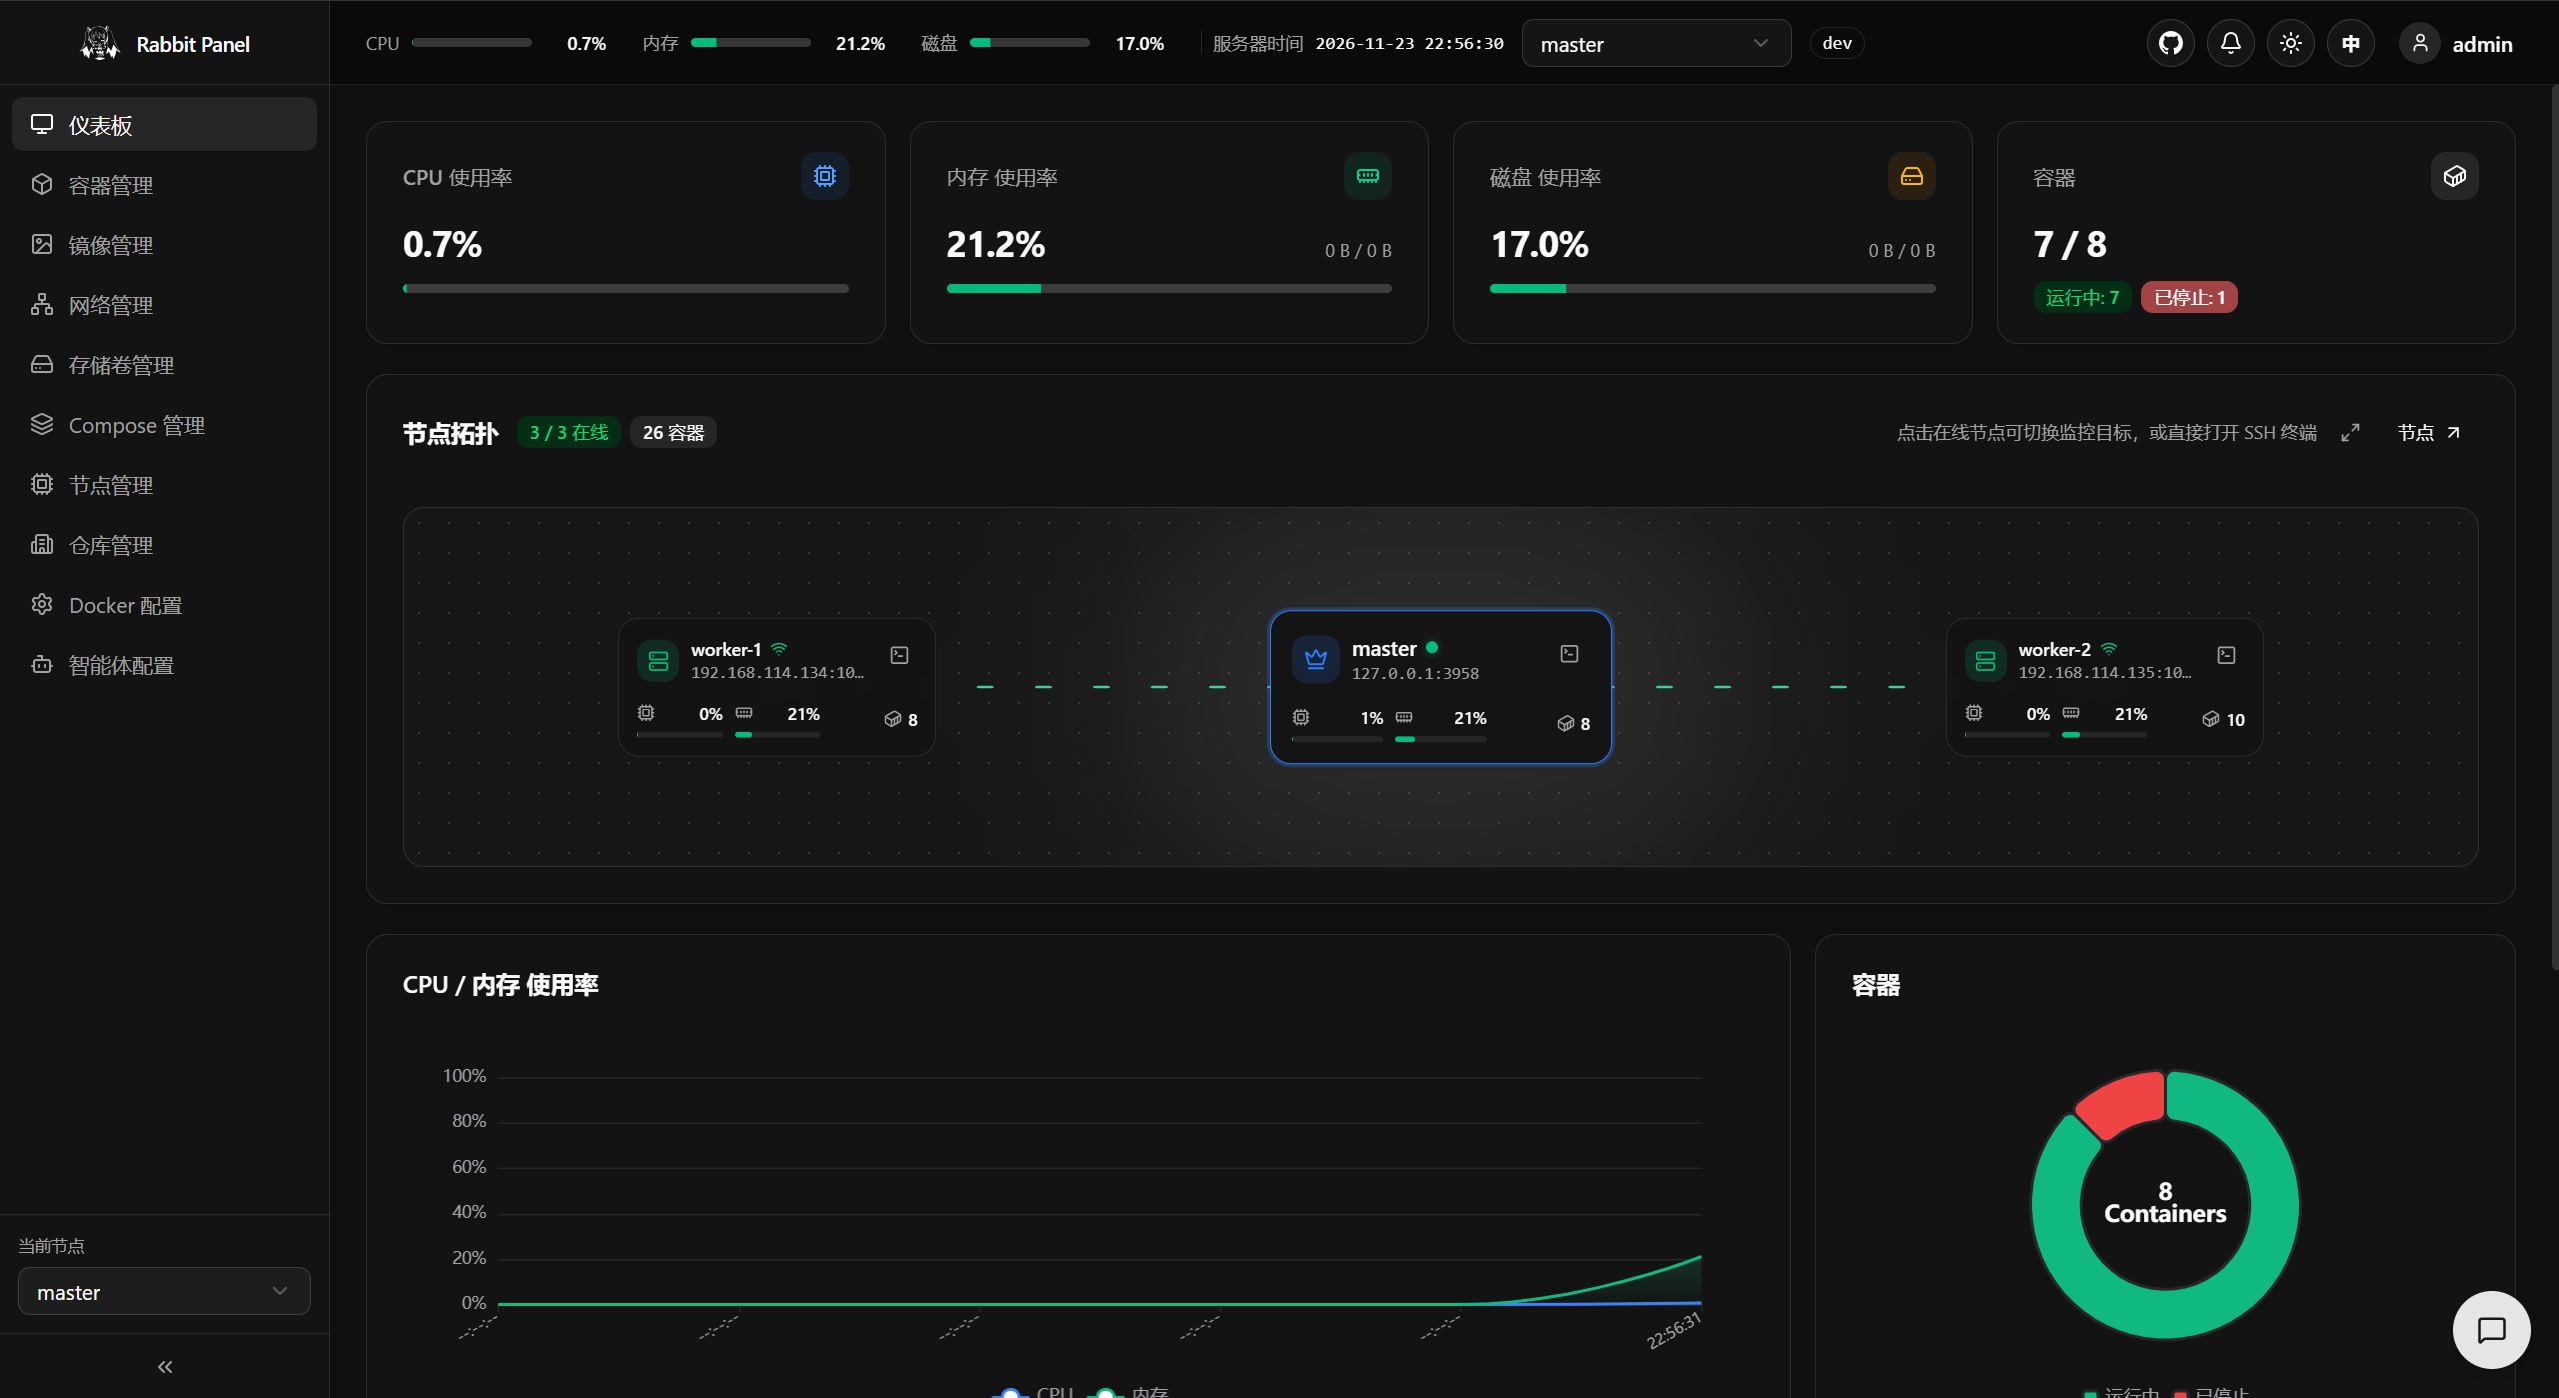 Rabbit Panel
CPU 0.7% 内存 21.2% 磁盘 17.0% 服务器时间 2026-11-23 22:56:30 master dev 中 admin
仪表板
容器管理
镜像管理
网络管理
存储卷管理
Compose 管理
节点管理
仓库管理
Docker 配置
智能体配置
当前节点
master
CPU 使用率
0.7%
内存 使用率
21.2% 0 B / 0 B
磁盘 使用率
17.0% 0 B / 0 B
容器
7 / 8
运行中: 7 已停止: 1
节点拓扑 3 / 3 在线 26 容器 点击在线节点可切换监控目标，或直接打开 SSH 终端 节点
worker-1
192.168.114.134:10...
0% 21% 8
master
127.0.0.1:3958
1% 21% 8
worker-2
192.168.114.135:10...
0% 21% 10
CPU / 内存 使用率
100%
80%
60%
40%
20%
0%
--:--:-- --:--:-- --:--:-- --:--:-- --:--:-- 22:56:31
CPU 内存
容器
8
Containers
运行中 已停止